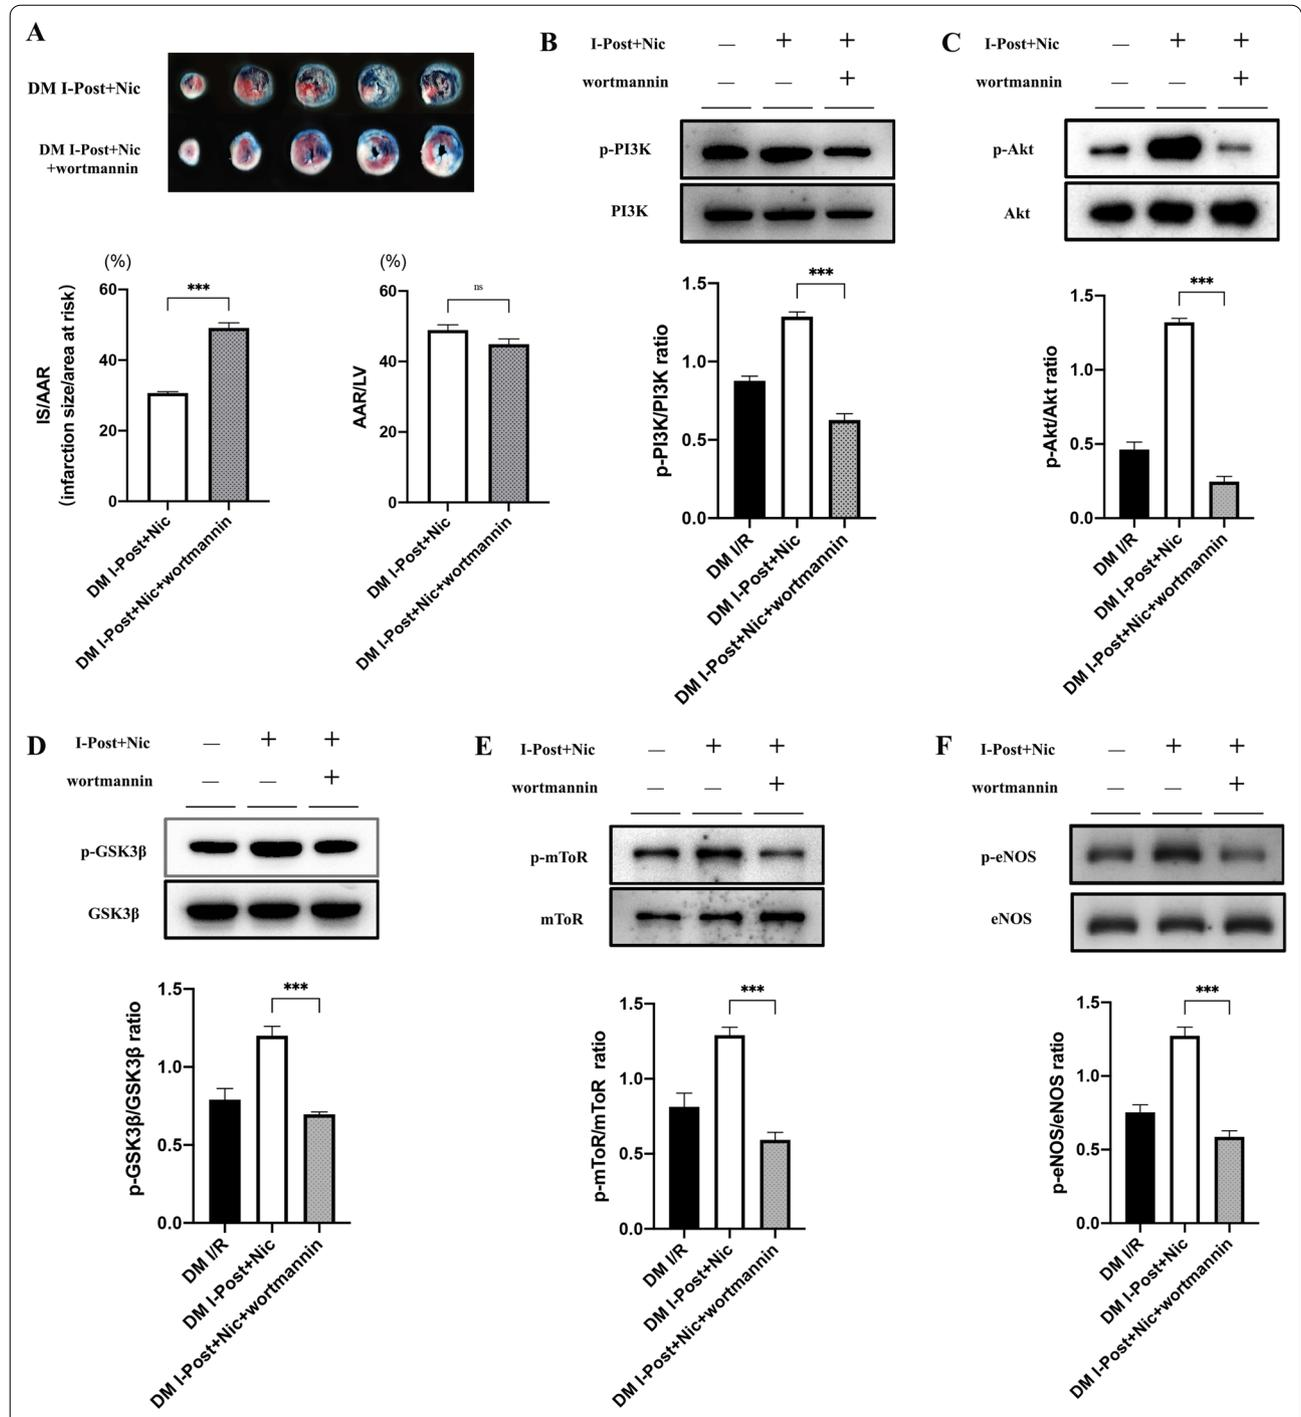 A
DM I-Post+Nic
DM I-Post+Nic
+wortmannin
(%)
60
40
20
0
IS/AAR
(infarction size/area at risk)
***
DM I-Post+Nic
DM I-Post+Nic+wortmannin
(%)
60
40
20
0
AAR/LV
ns
DM I-Post+Nic
DM I-Post+Nic+wortmannin
B
I-Post+Nic — + +
wortmannin — — +
p-PI3K
PI3K
1.5
1.0
0.5
0.0
p-PI3K/PI3K ratio
***
DM I/R
DM I-Post+Nic
DM I-Post+Nic+wortmannin
C
I-Post+Nic — + +
wortmannin — — +
p-Akt
Akt
1.5
1.0
0.5
0.0
p-Akt/Akt ratio
***
DM I/R
DM I-Post+Nic
DM I-Post+Nic+wortmannin
D
I-Post+Nic — + +
wortmannin — — +
p-GSK3β
GSK3β
1.5
1.0
0.5
0.0
p-GSK3β/GSK3β ratio
***
DM I/R
DM I-Post+Nic
DM I-Post+Nic+wortmannin
E
I-Post+Nic — + +
wortmannin — — +
p-mToR
mToR
1.5
1.0
0.5
0.0
p-mToR/mToR ratio
***
DM I/R
DM I-Post+Nic
DM I-Post+Nic+wortmannin
F
I-Post+Nic — + +
wortmannin — — +
p-eNOS
eNOS
1.5
1.0
0.5
0.0
p-eNOS/eNOS ratio
***
DM I/R
DM I-Post+Nic
DM I-Post+Nic+wortmannin